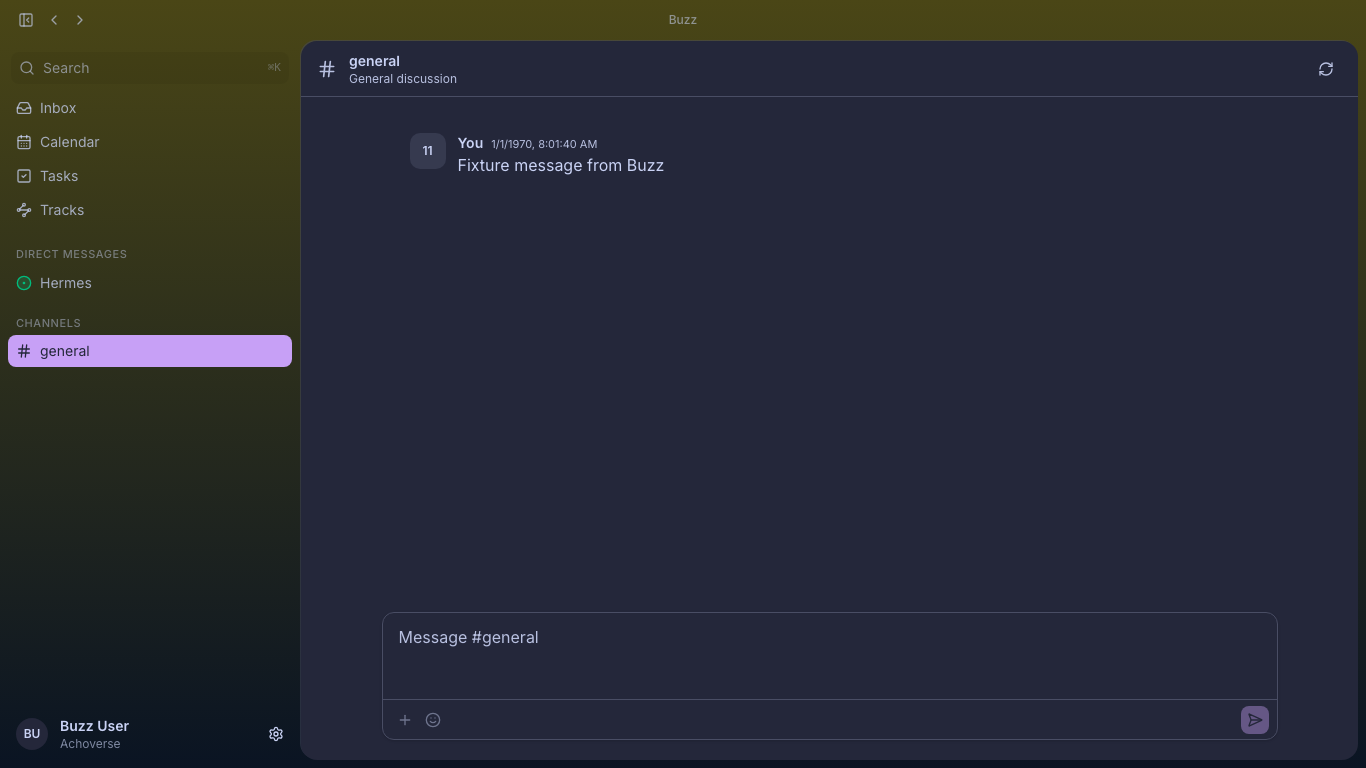 Buzz
Search ⌘K
Inbox
Calendar
Tasks
Tracks
DIRECT MESSAGES
Hermes
CHANNELS
general
BU
Buzz User
Achoverse
general
General discussion
11
You 1/1/1970, 8:01:40 AM
Fixture message from Buzz
Message #general